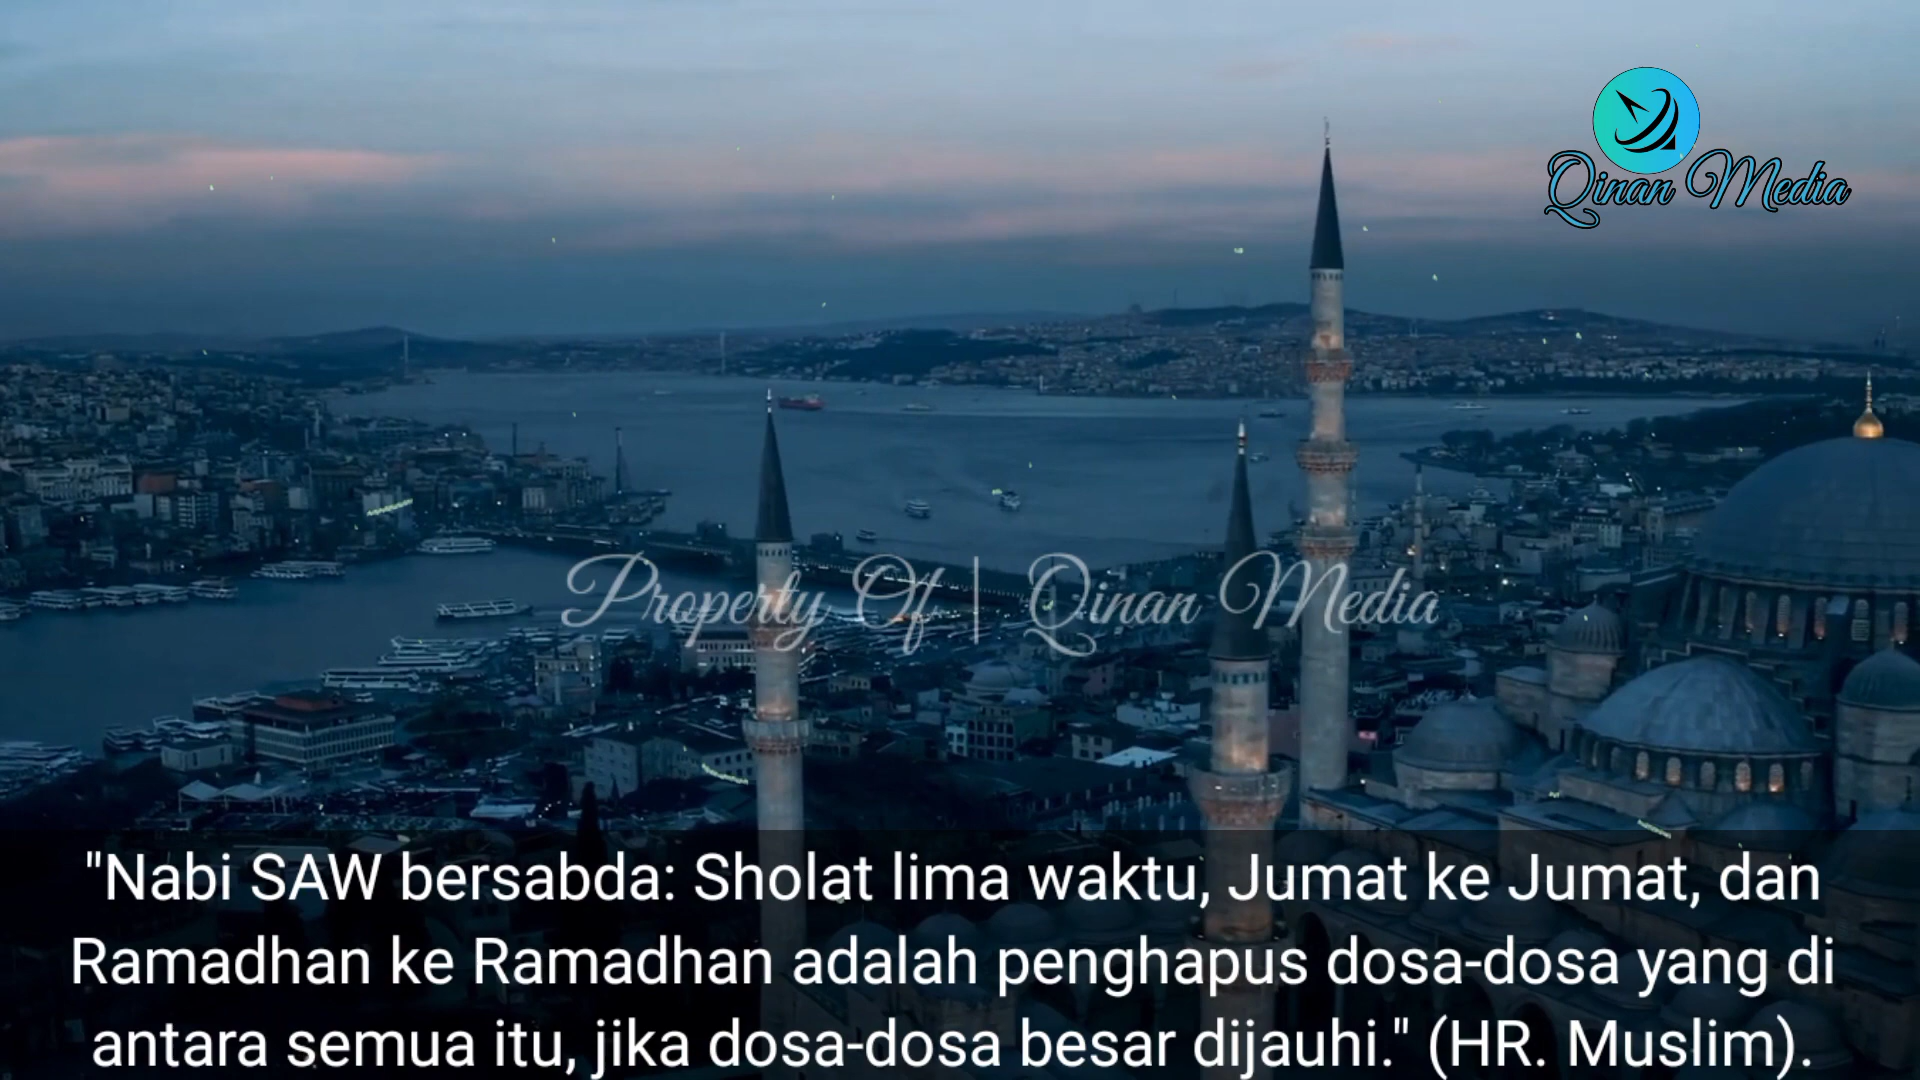 Qinan Media
Property Of | Qinan Media
"Nabi SAW bersabda: Sholat lima waktu, Jumat ke Jumat, dan
Ramadhan ke Ramadhan adalah penghapus dosa-dosa yang di
antara semua itu, jika dosa-dosa besar dijauhi." (HR. Muslim).